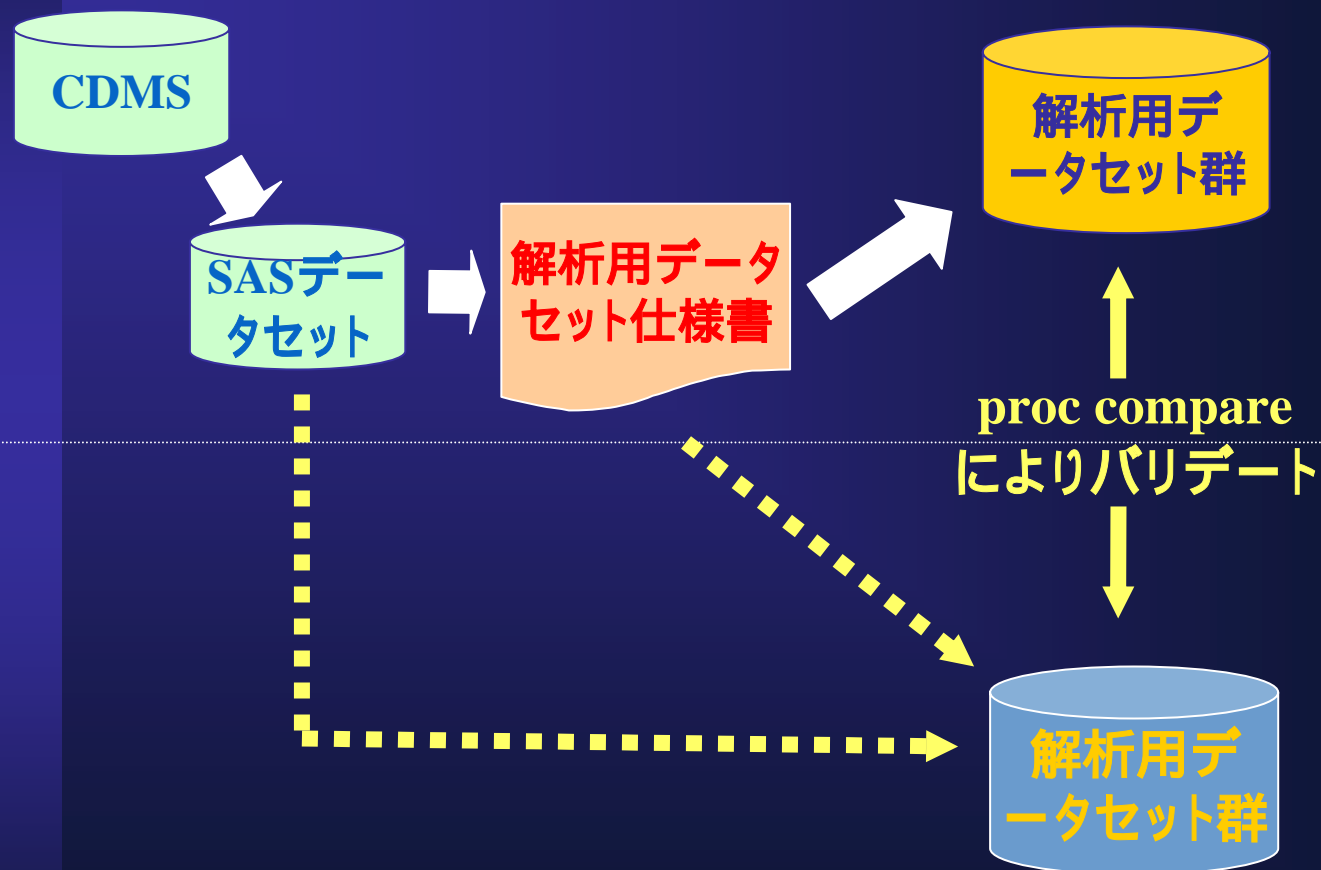 CDMS
解析用デ
ータセット群
SASデー
タセット
解析用データ
セット仕様書
proc compare
によりバリデート
解析用デ
ータセット群